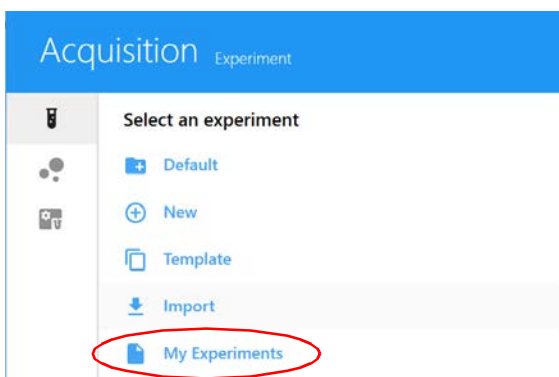 Acquisition Experiment
Select an experiment
Default
New
Template
Import
My Experiments